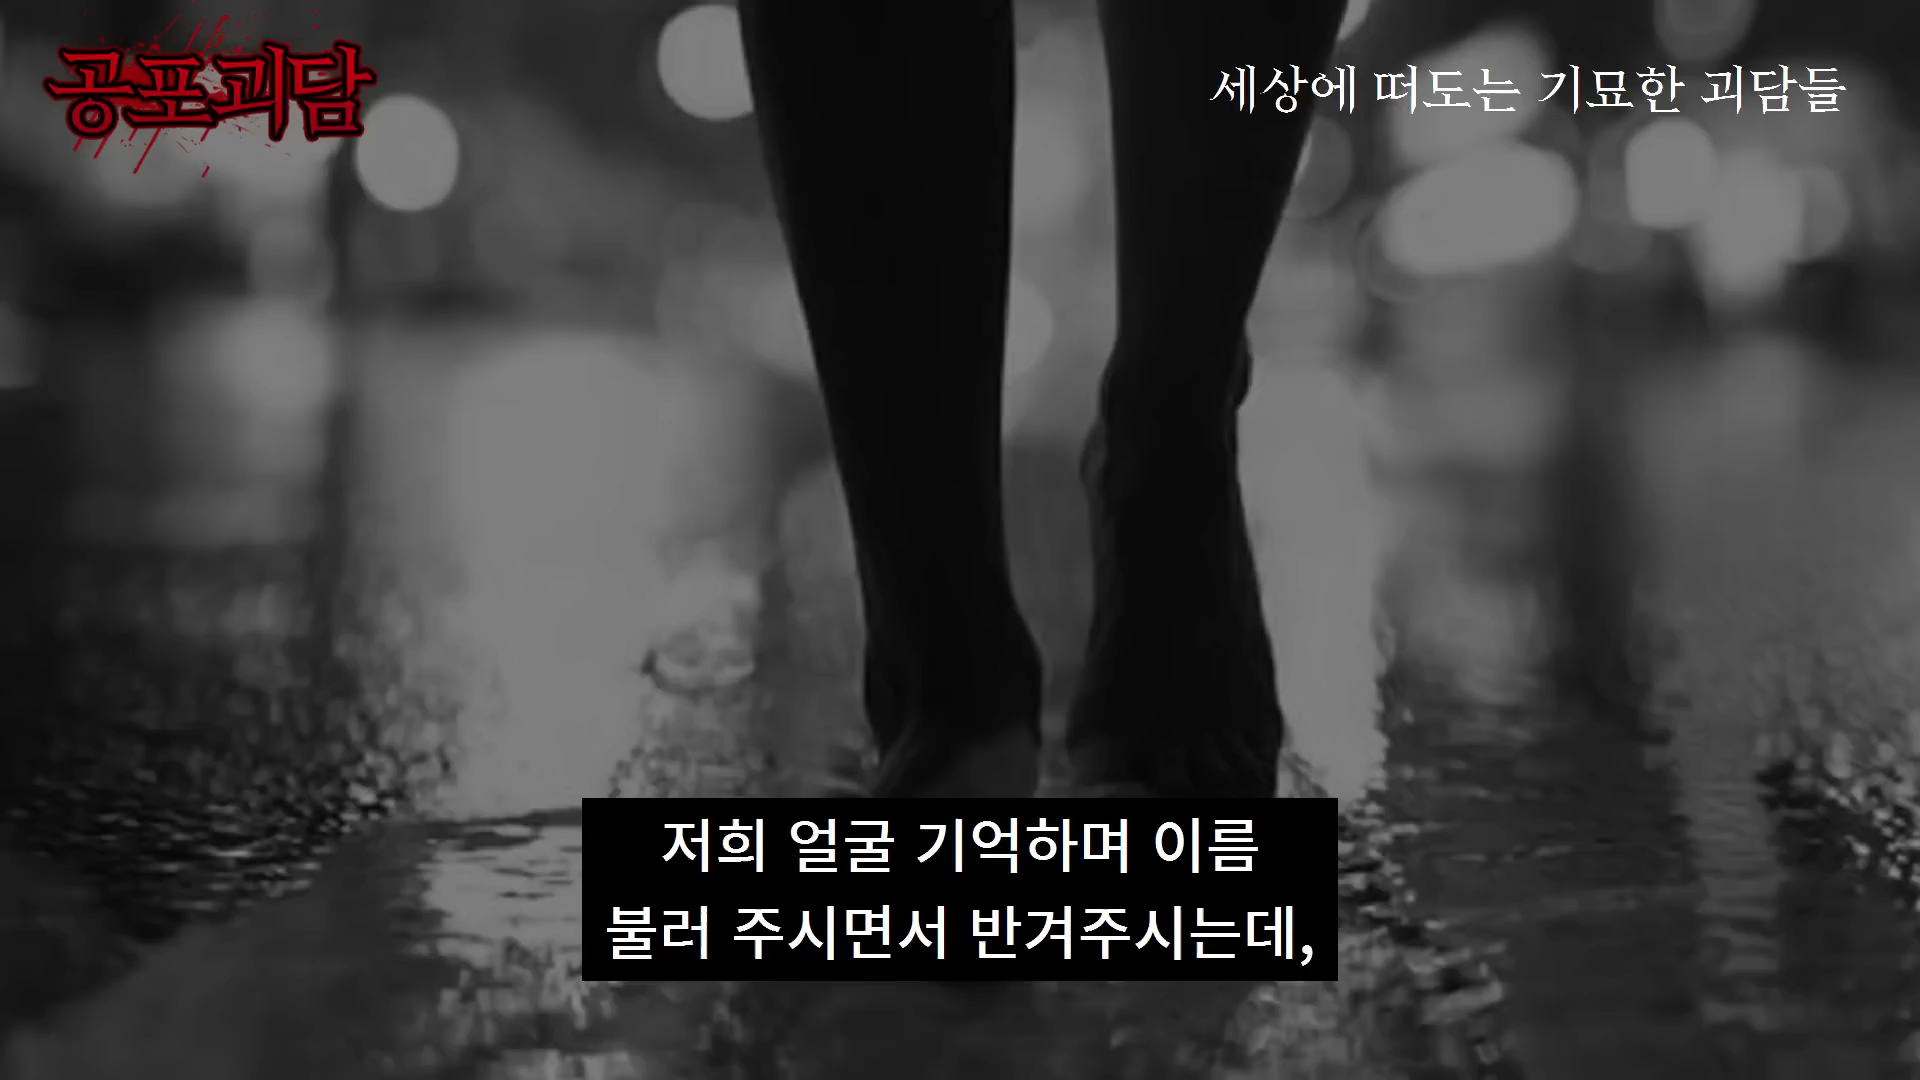 공포괴담
세상에 떠도는 기묘한 괴담들
저희 얼굴 기억하며 이름
불러 주시면서 반겨주시는데,